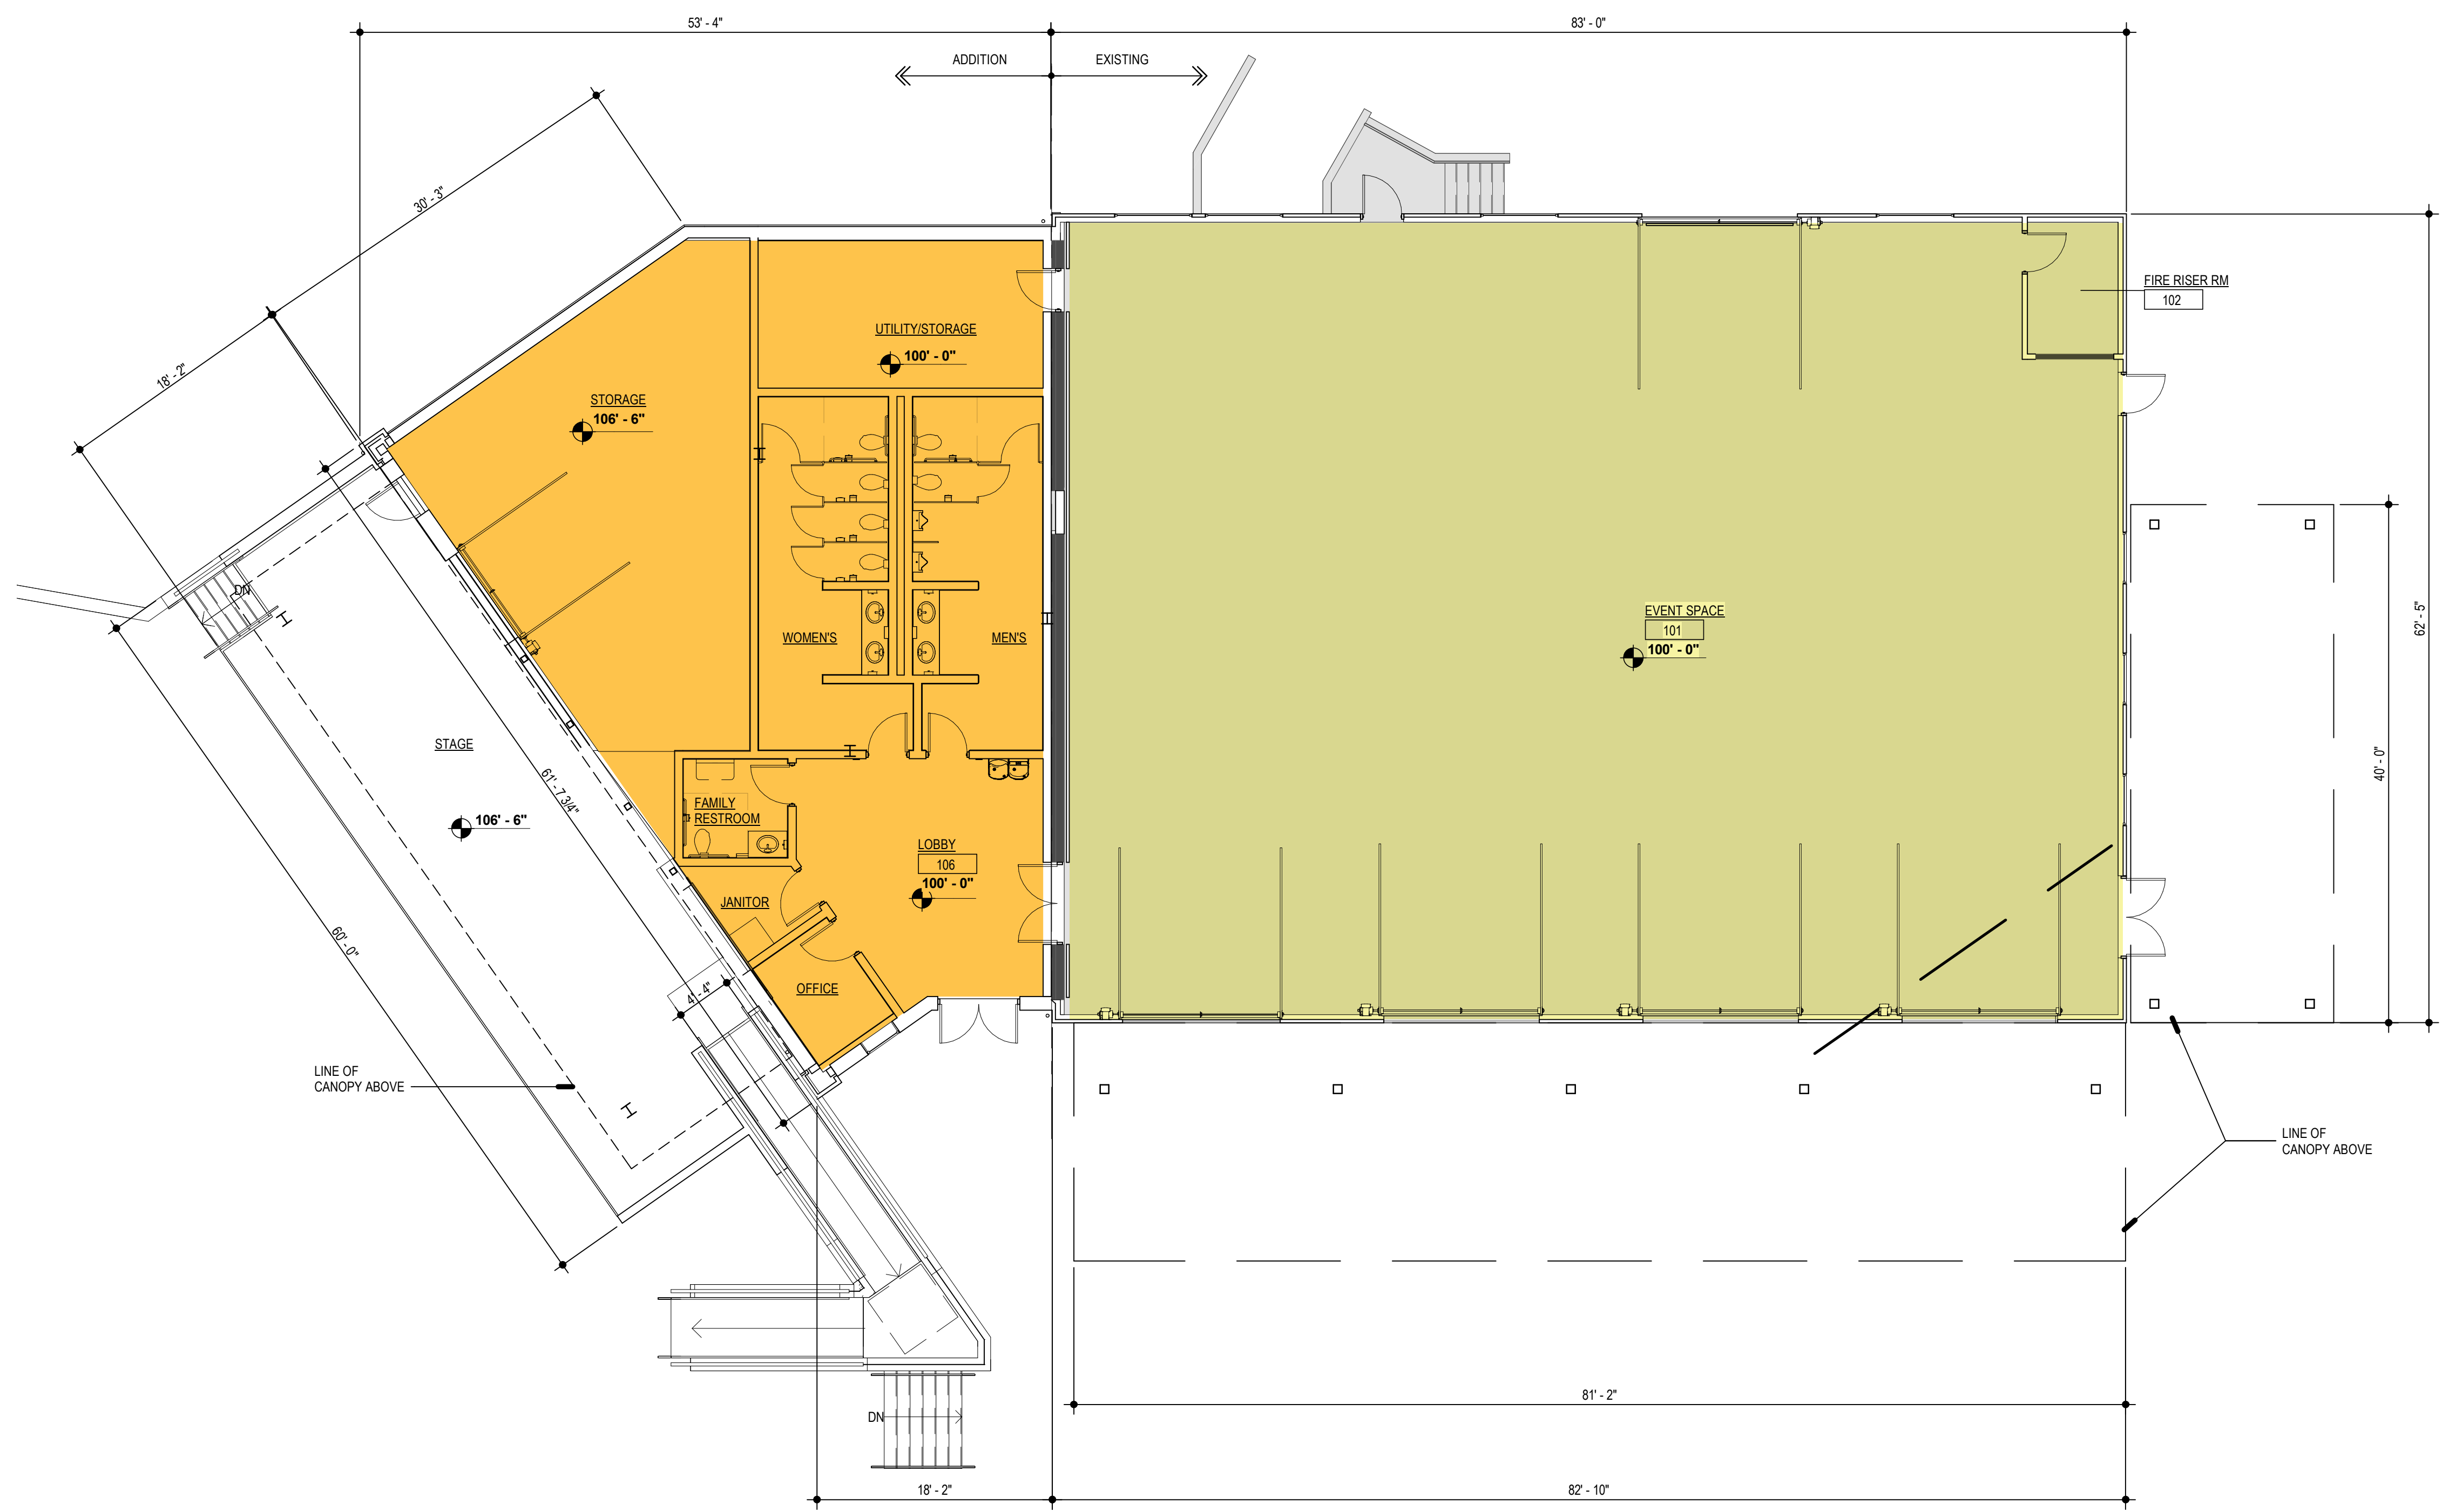 53' - 4"
83' - 0"
ADDITION
EXISTING
30' - 3"
18' - 2"
FIRE RISER RM
102
UTILITY/STORAGE
100' - 0"
STORAGE
106' - 6"
DN
WOMEN'S
MEN'S
EVENT SPACE
101
100' - 0"
62' - 5"
40' - 0"
STAGE
106' - 6"
61' - 7 3/4"
60' - 0"
FAMILY
RESTROOM
LOBBY
106
100' - 0"
JANITOR
OFFICE
4' - 4"
LINE OF
CANOPY ABOVE
LINE OF
CANOPY ABOVE
81' - 2"
DN
18' - 2"
82' - 10"